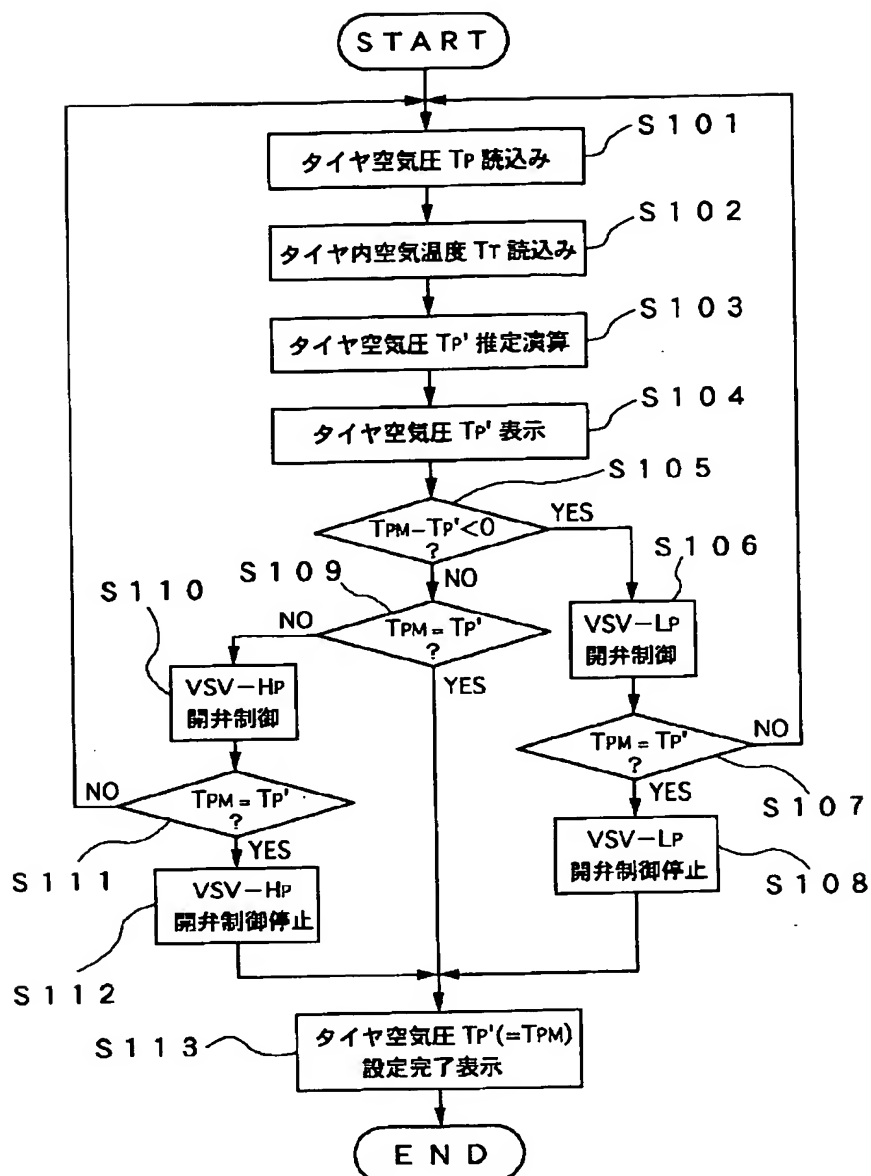 START
S101
タイヤ空気圧 TP 読込み
S102
タイヤ内空気温度 TT 読込み
S103
タイヤ空気圧 TP' 推定演算
S104
タイヤ空気圧 TP' 表示
S105
TPM−TP'<0
?
YES
NO
S106
VSV−LP
開弁制御
S109
TPM=TP'
?
NO
YES
S110
VSV−HP
開弁制御
TPM=TP'
?
NO
YES
S107
TPM=TP'
?
NO
YES
S111
VSV−LP
開弁制御停止
S108
VSV−HP
開弁制御停止
S112
S113
タイヤ空気圧 TP'(=TPM)
設定完了表示
END